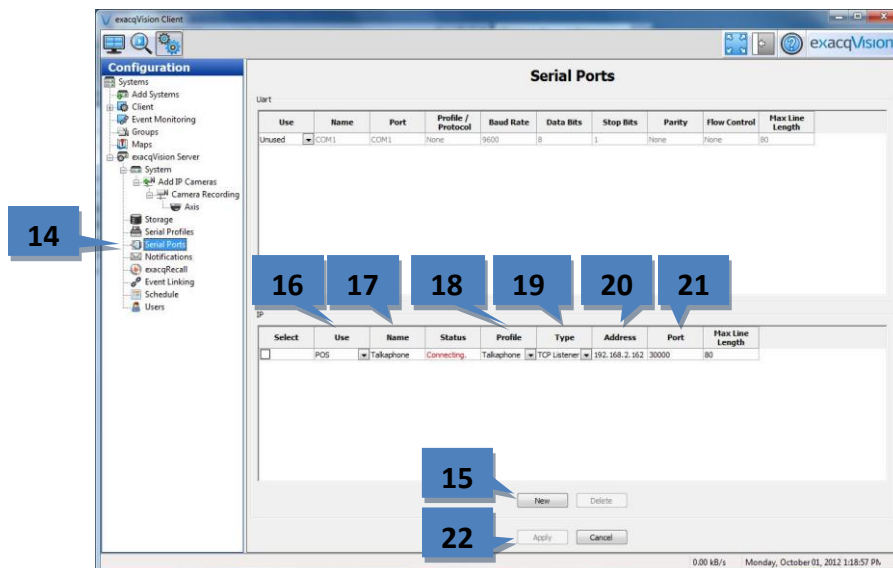 exacqVision Client
exacqVision
Configuration
Systems
Add Systems
Client
Event Monitoring
Groups
Maps
exacqVision Server
System
Add IP Cameras
Camera Recording
Axis
Storage
Serial Profiles
14
Serial Ports
Notifications
exacqRecall
Event Linking
Schedule
Users
Serial Ports
Uart
Use Name Port Profile / Protocol Baud Rate Data Bits Stop Bits Parity Flow Control Max Line Length
Unused COM1 COM1 None 9600 8 1 None None 80
16 17 18 19 20 21
IP
Select Use Name Status Profile Type Address Port Max Line Length
POS Talkaphone Connecting. Talkaphone TCP Listener 192.168.2.162 30000 80
15
New Delete
22
Apply Cancel
0.00 kB/s Monday, October 01, 2012 1:18:57 PM